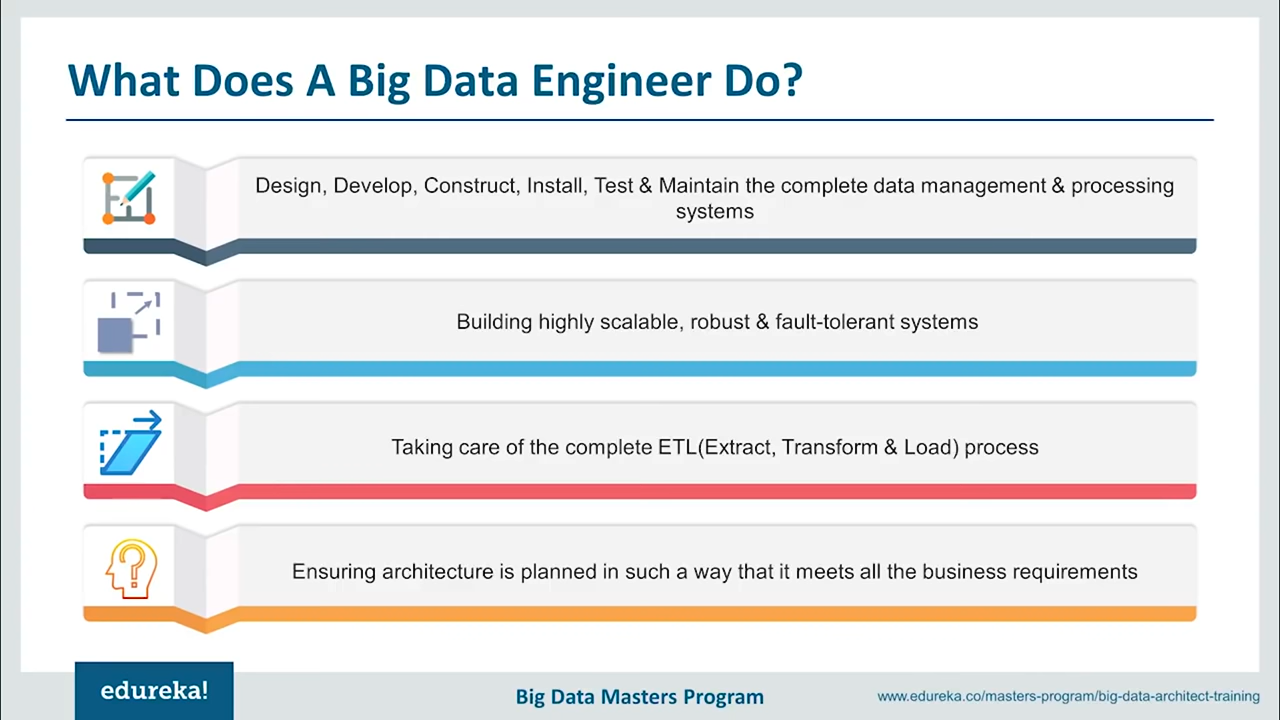 What Does A Big Data Engineer Do?
Design, Develop, Construct, Install, Test & Maintain the complete data management & processing
systems
Building highly scalable, robust & fault-tolerant systems
Taking care of the complete ETL(Extract, Transform & Load) process
Ensuring architecture is planned in such a way that it meets all the business requirements
edureka!
Big Data Masters Program
www.edureka.co/masters-program/big-data-architect-training